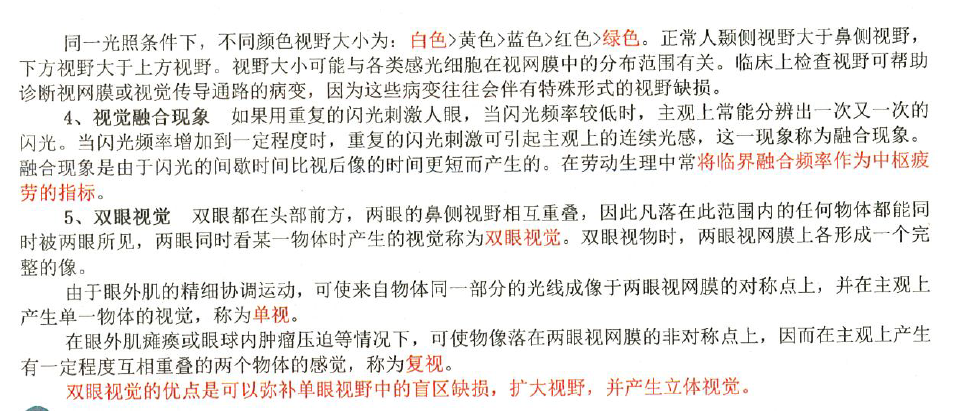 同一光照条件下，不同颜色视野大小为：白色>黄色>蓝色>红色>绿色。正常人颞侧视野大于鼻侧视野，
下方视野大于上方视野。视野大小可能与各类感光细胞在视网膜中的分布范围有关。临床上检查视野可帮助
诊断视网膜或视觉传导通路的病变，因为这些病变往往会伴有特殊形式的视野缺损。
4、视觉融合现象 如果用重复的闪光刺激人眼，当闪光频率较低时，主观上常能分辨出一次又一次的
闪光。当闪光频率增加到一定程度时，重复的闪光刺激可引起主观上的连续光感，这一现象称为融合现象。
融合现象是由于闪光的间歇时间比视后像的时间更短而产生的。在劳动生理中常将临界融合频率作为中枢疲
劳的指标。
5、双眼视觉 双眼都在头部前方，两眼的鼻侧视野相互重叠，因此凡落在此范围内的任何物体都能同
时被两眼所见，两眼同时看某一物体时产生的视觉称为双眼视觉。双眼视物时，两眼视网膜上各形成一个完
整的像。
由于眼外肌的精细协调运动，可使来自物体同一部分的光线成像于两眼视网膜的对称点上，并在主观上
产生单一物体的视觉，称为单视。
在眼外肌瘫痪或眼球内肿瘤压迫等情况下，可使物像落在两眼视网膜的非对称点上，因而在主观上产生
有一定程度互相重叠的两个物体的感觉，称为复视。
双眼视觉的优点是可以弥补单眼视野中的盲区缺损，扩大视野，并产生立体视觉。